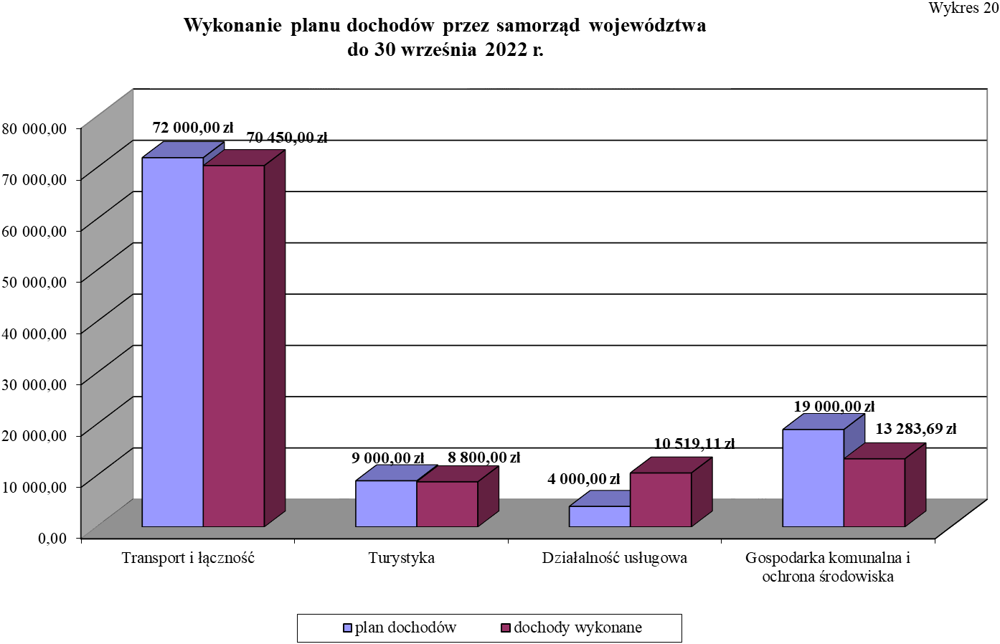 Wykres 20
Wykonanie planu dochodów przez samorząd województwa
do 30 września 2022 r.
80 000,00
70 000,00
60 000,00
50 000,00
40 000,00
30 000,00
20 000,00
10 000,00
0,00
72 000,00 zł
70 450,00 zł
9 000,00 zł
8 800,00 zł
4 000,00 zł
10 519,11 zł
19 000,00 zł
13 283,69 zł
Transport i łączność
Turystyka
Działalność usługowa
Gospodarka komunalna i
ochrona środowiska
plan dochodów
dochody wykonane